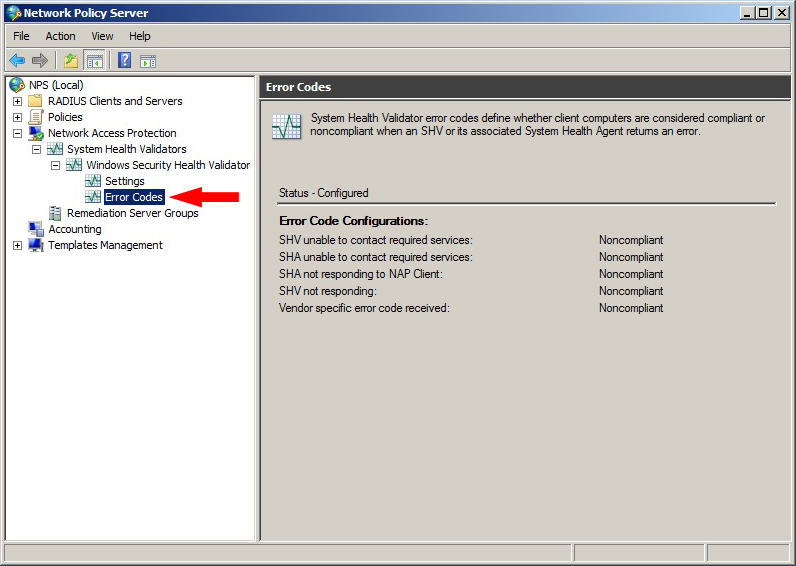 Network Policy Server
File Action View Help
NPS (Local)
RADIUS Clients and Servers
Policies
Network Access Protection
System Health Validators
Windows Security Health Validator
Settings
Error Codes
Remediation Server Groups
Accounting
Templates Management
Error Codes
System Health Validator error codes define whether client computers are considered compliant or
noncompliant when an SHV or its associated System Health Agent returns an error.
Status - Configured
Error Code Configurations:
SHV unable to contact required services: Noncompliant
SHA unable to contact required services: Noncompliant
SHA not responding to NAP Client: Noncompliant
SHV not responding: Noncompliant
Vendor specific error code received: Noncompliant